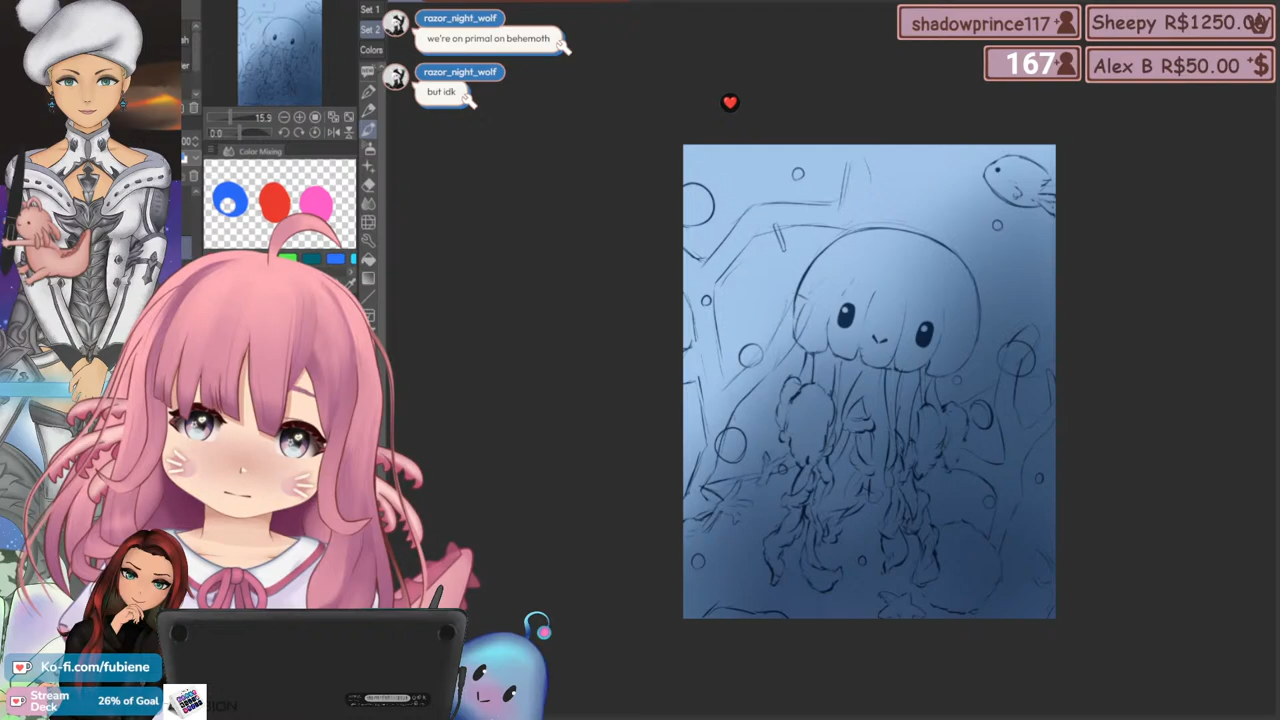 Set 1
Set 2
Colors
razor_night_wolf
we're on primal on behemoth
razor_night_wolf
but idk
15.9
0.0
Color Mixing
shadowprince117
Sheepy R$1250.00
167
Alex B R$50.00
Ko-fi.com/fubiene
Stream Deck
26% of Goal